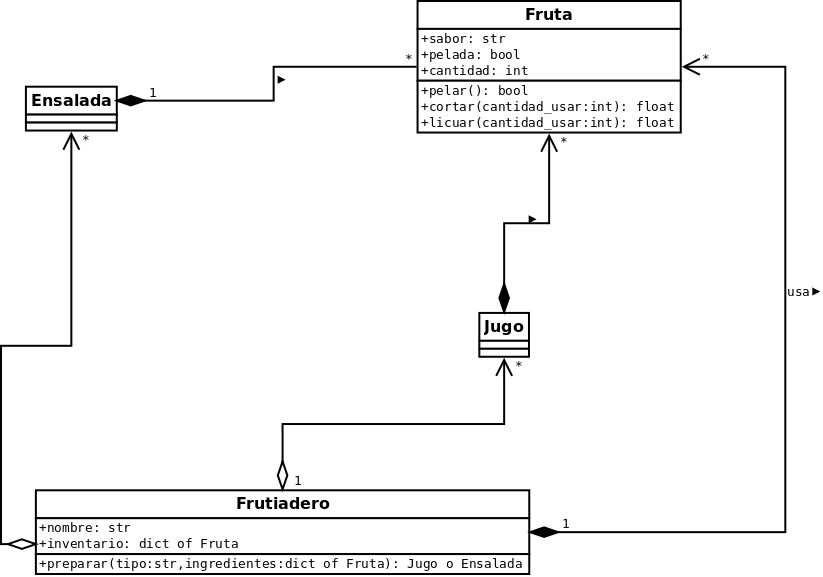 Fruta
+sabor: str
+pelada: bool
+cantidad: int
+pelar(): bool
+cortar(cantidad_usar:int): float
+licuar(cantidad_usar:int): float
*
*
Ensalada
1
*
*
usa
Jugo
*
1
Frutiadero
+nombre: str
+inventario: dict of Fruta
+preparar(tipo:str,ingredientes:dict of Fruta): Jugo o Ensalada
1